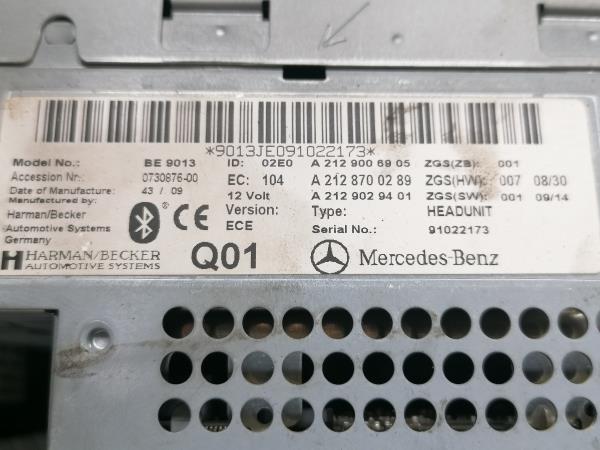 *9013JE091022173*
Model No.: BE 9013 ID: 02E0 A 212 900 69 05 ZGS(ZB): 001
Accession Nr.: 0730876-00 EC: 104 A 212 870 02 89 ZGS(HW): 007 08/30
Date of Manufacture: 43 / 09 12 Volt A 212 902 94 01 ZGS(SW): 001 09/14
Manufactured by: Version: Type: HEADUNIT
Harman/Becker ECE Serial No.: 91022173
Automotive Systems
Germany
HARMAN/BECKER Q01 Mercedes-Benz
AUTOMOTIVE SYSTEMS